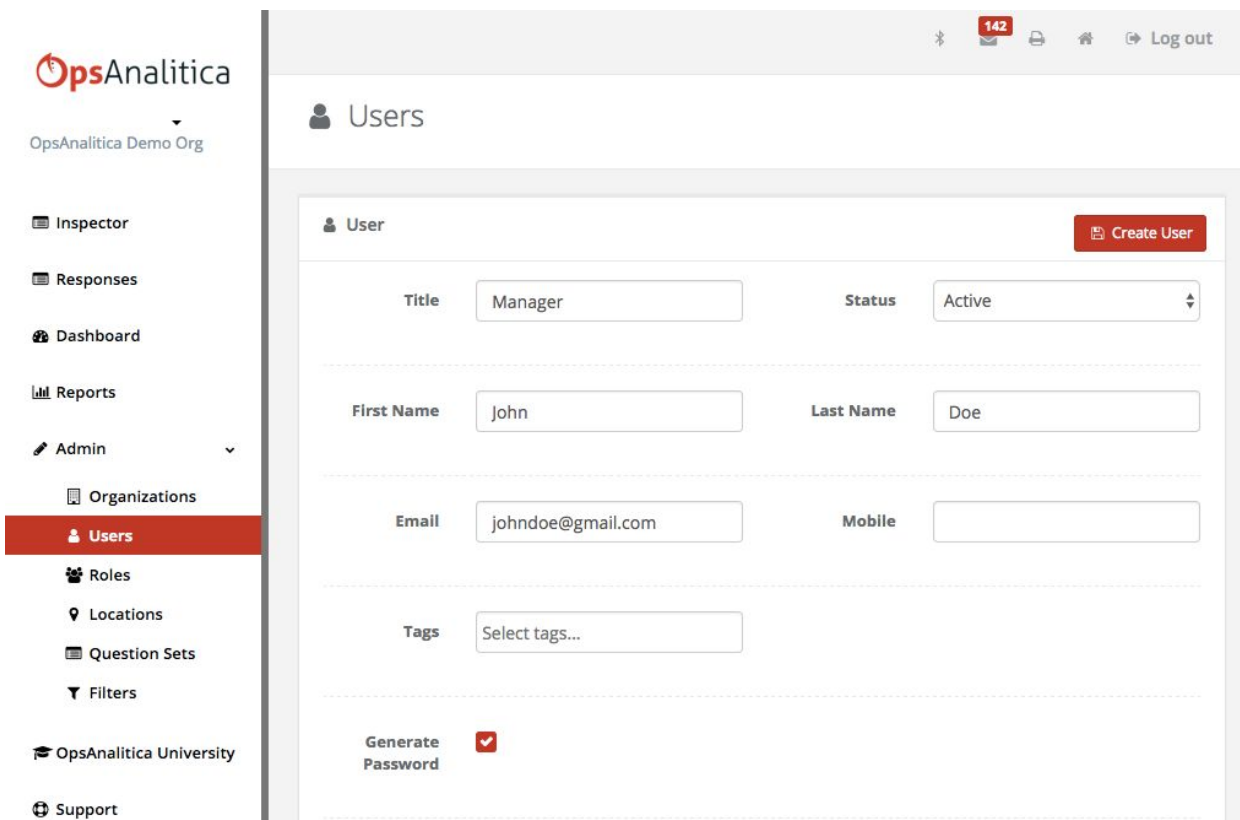 OpsAnalitica
OpsAnalitica Demo Org
Inspector
Responses
Dashboard
Reports
Admin
Organizations
Users
Roles
Locations
Question Sets
Filters
OpsAnalitica University
Support
142
Log out
Users
User
Create User
Title Manager Status Active
First Name John Last Name Doe
Email johndoe@gmail.com Mobile
Tags Select tags...
Generate
Password